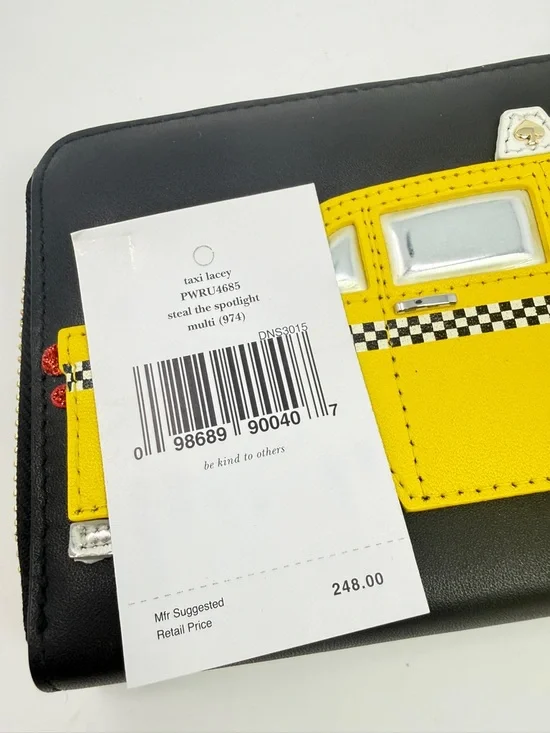 taxi lacey
PWRU4685
steal the spotlight
multi (974)
DNS3015
0 98689 90040 7
be kind to others
Mfr Suggested
Retail Price
248.00